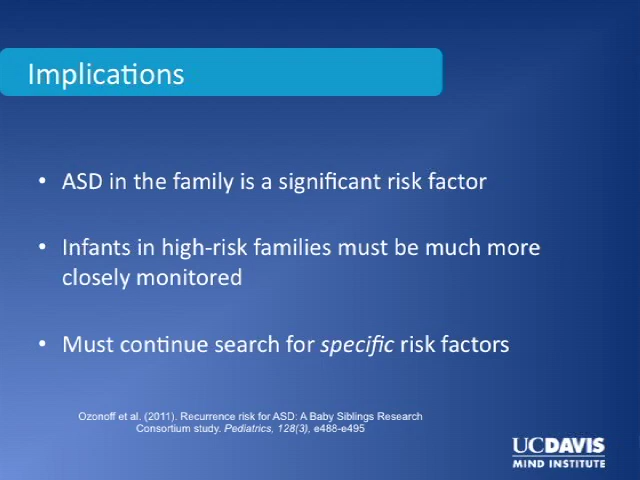 Implications
• ASD in the family is a significant risk factor
• Infants in high-risk families must be much more
closely monitored
• Must continue search for specific risk factors
Ozonoff et al. (2011). Recurrence risk for ASD: A Baby Siblings Research
Consortium study. Pediatrics, 128(3), e488-e495
UCDAVIS
MIND INSTITUTE